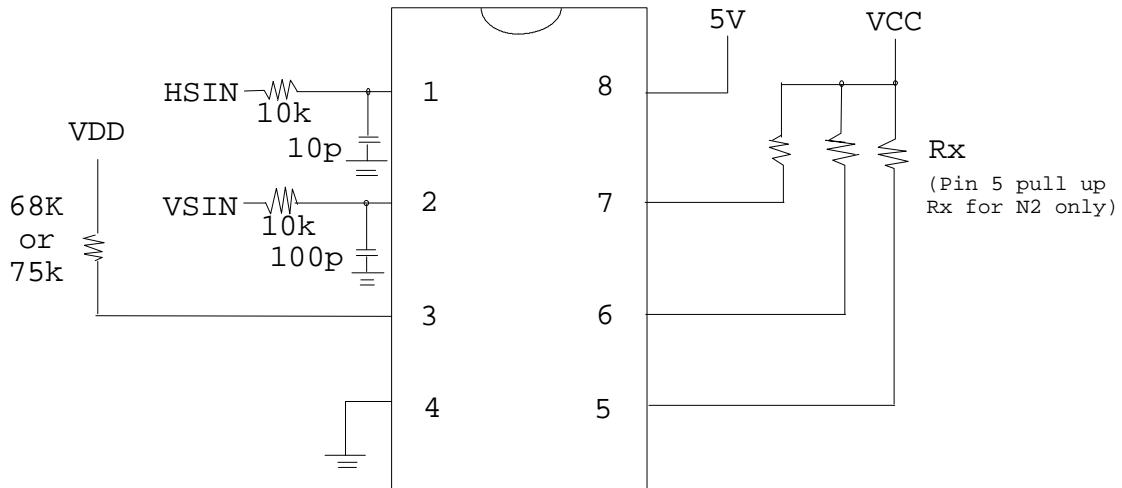 5V
VCC
HSIN
1
8
10k
VDD
10p
Rx
(Pin 5 pull up
Rx for N2 only)
68K
or
75k
VSIN
2
7
10k
100p
3
6
4
5